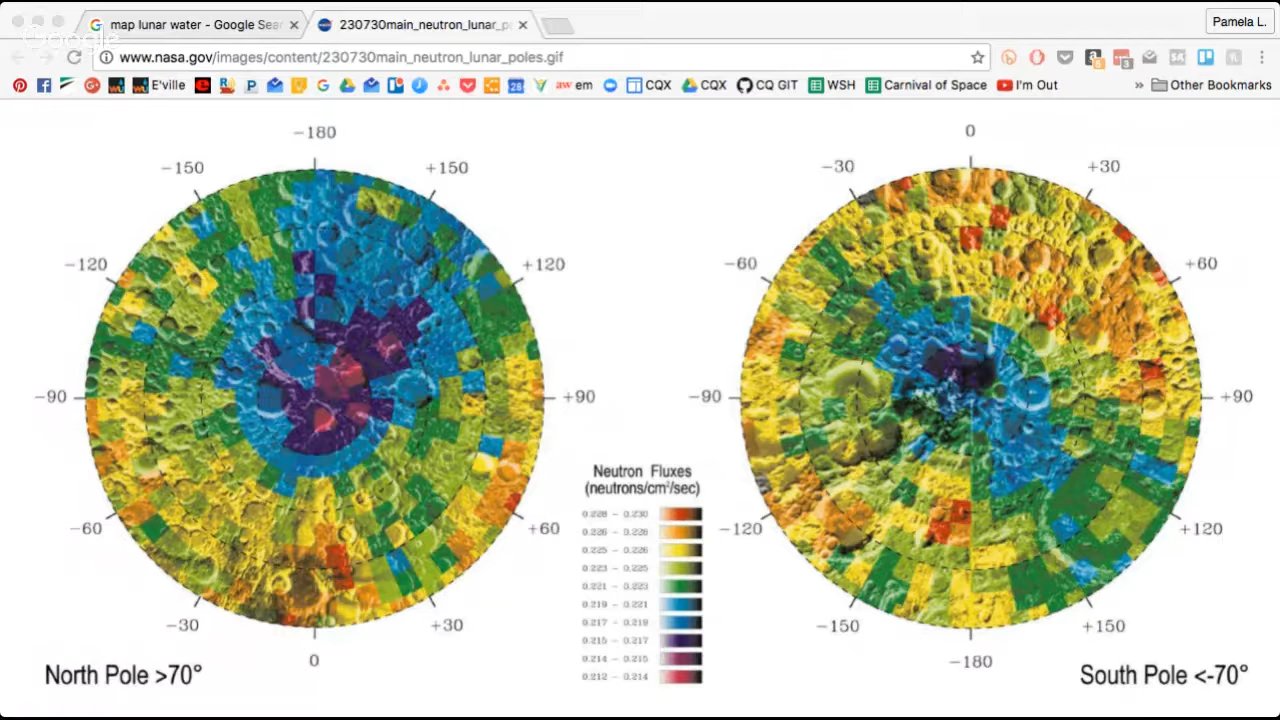 map lunar water - Google Sear
230730main_neutron_lunar_po
Pamela L.
Google
www.nasa.gov/images/content/230730main_neutron_lunar_poles.gif
E'ville
em
CQX
CQX
CQ GIT
WSH
Carnival of Space
I'm Out
»
Other Bookmarks
-180
-150
+150
-120
+120
-90
+90
-60
+60
-30
+30
0
North Pole >70°
Neutron Fluxes
(neutrons/cm²/sec)
0.228 - 0.230
0.226 - 0.228
0.225 - 0.226
0.223 - 0.225
0.221 - 0.223
0.219 - 0.221
0.217 - 0.219
0.215 - 0.217
0.214 - 0.215
0.212 - 0.214
0
-30
+30
-60
+60
-90
+90
-120
+120
-150
+150
-180
South Pole <-70°